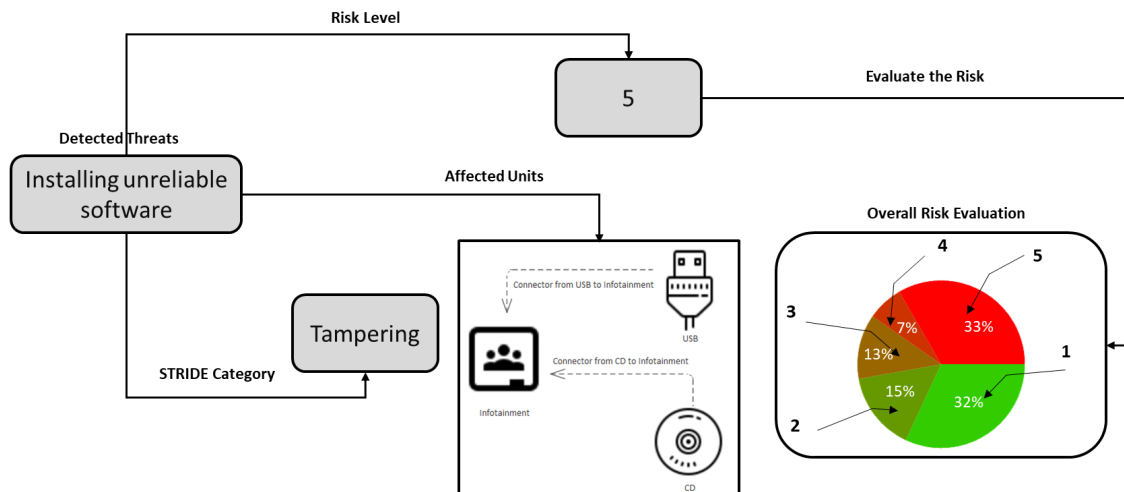 Risk Level
5
Evaluate the Risk
Detected Threats
Installing unreliable
software
Affected Units
Tampering
STRIDE Category
Connector from USB to Infotainment
USB
Connector from CD to Infotainment
Infotainment
CD
Overall Risk Evaluation
4
5
3
7%
33%
13%
1
15%
32%
2